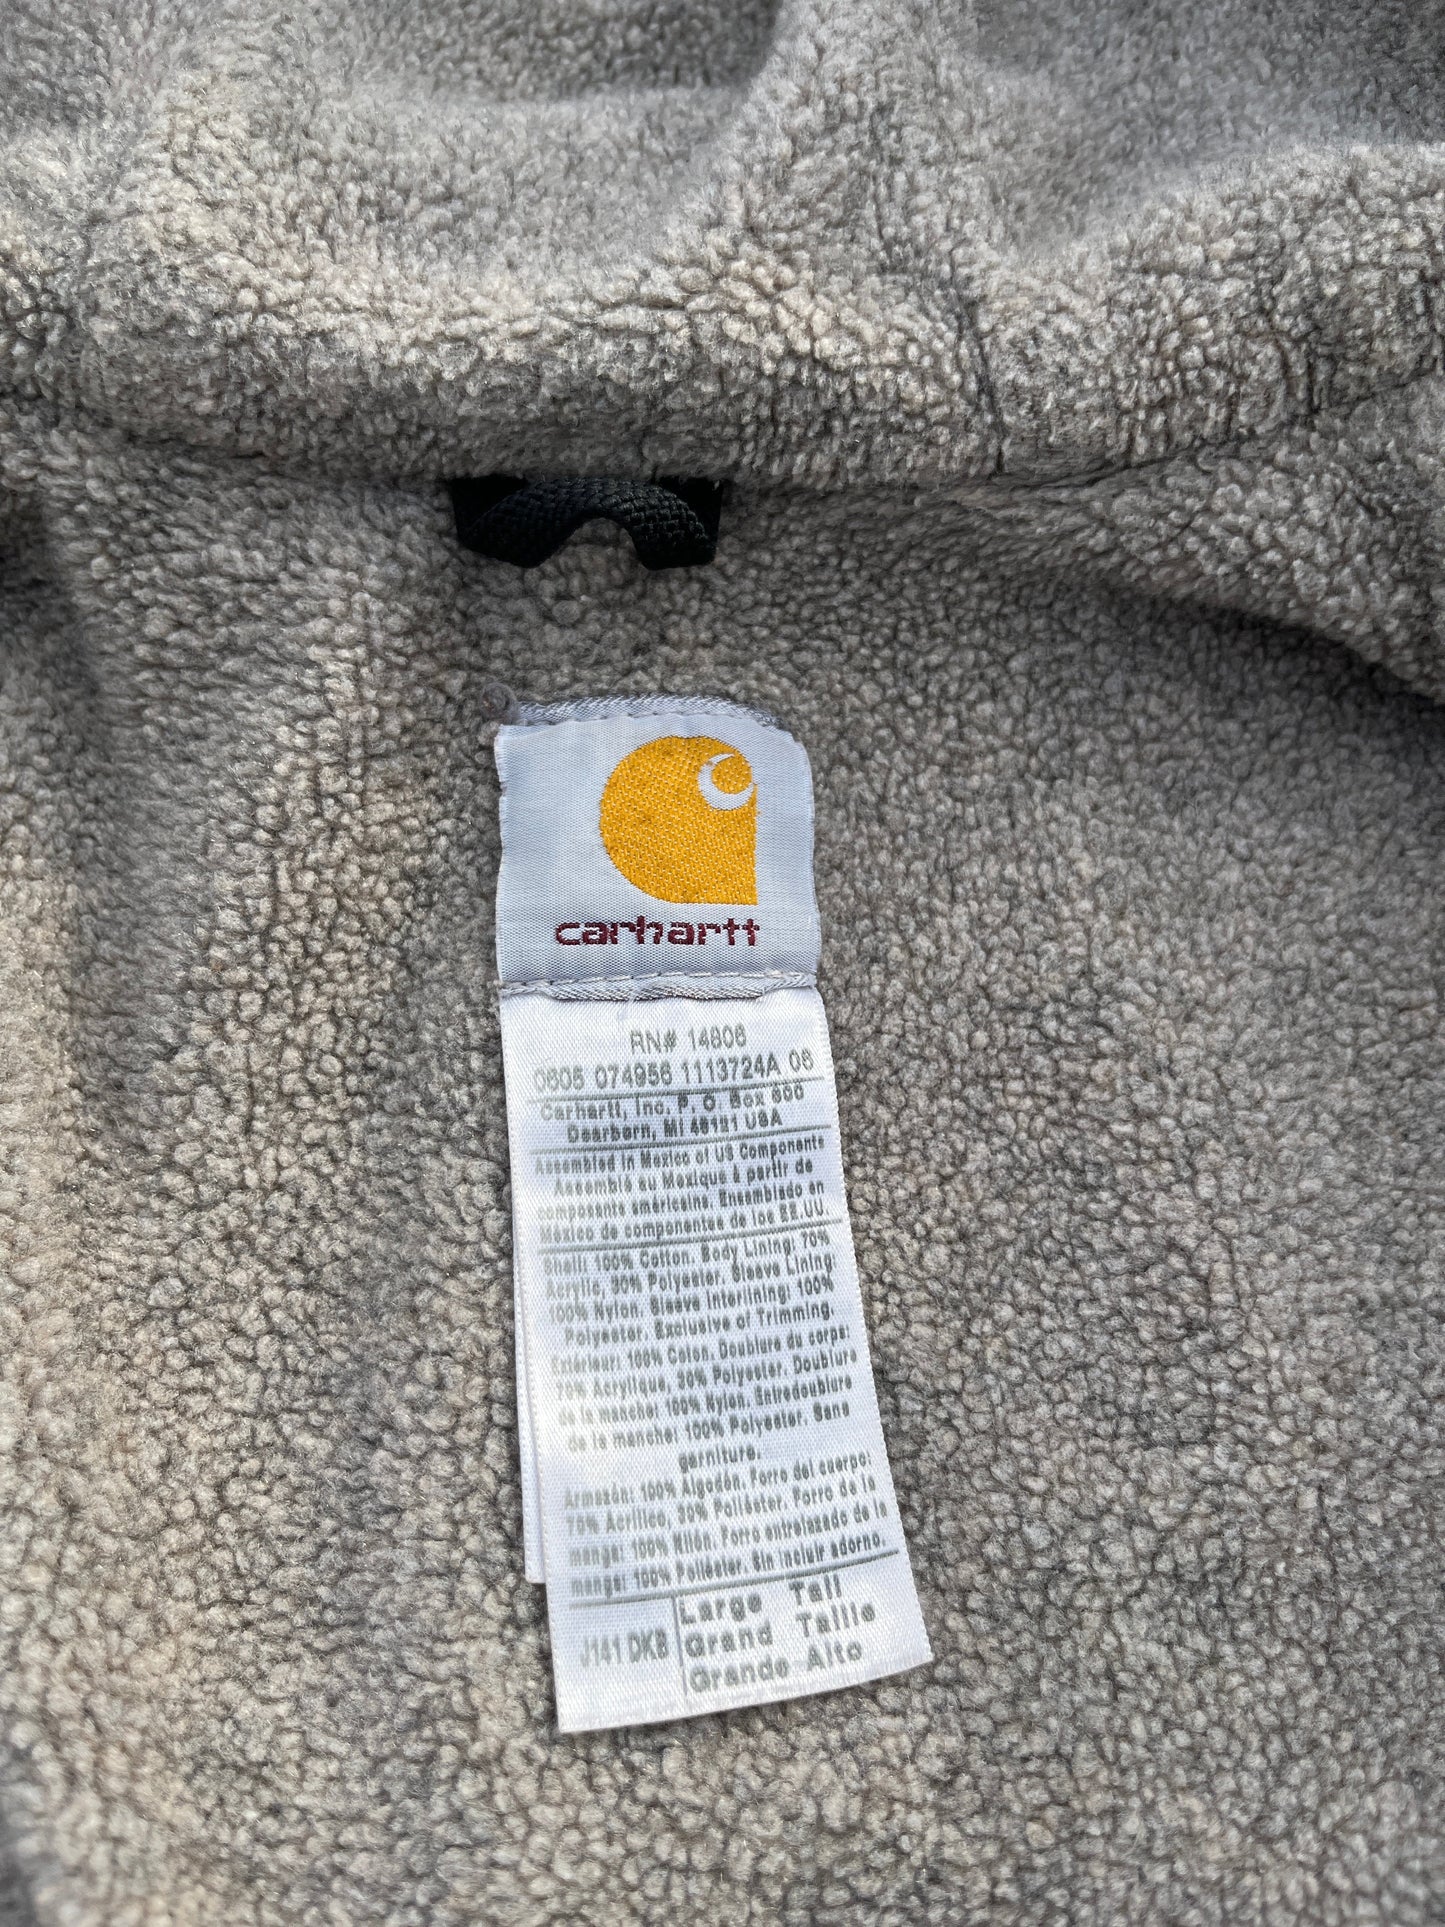 carhartt
RN# 14806
0605 074956 1113724A 06
Carhartt, Inc. P. O. Box 600
Dearborn, MI 48121 USA
Assembled in Mexico of US Components
Assemblé au Mexique à partir de
composants américains. Ensamblado en
México de componentes de los EE.UU.
Shell: 100% Cotton. Body Lining: 70%
Acrylic, 30% Polyester. Sleeve Lining:
100% Nylon. Sleeve Interlining: 100%
Polyester. Exclusive of Trimming.
Extérieur: 100% Coton. Doublure du corps:
70% Acrylique, 30% Polyester. Doublure
de la manche: 100% Nylon. Entredoublure
de la manche: 100% Polyester. Sans
garniture.
Armazón: 100% Algodón. Forro del cuerpo:
70% Acrílico, 30% Poliéster. Forro de la
manga: 100% Nilon. Forro entrelazado de la
manga: 100% Poliéster. Sin incluir adorno.
J141 DKB
Large Tall
Grand Taille
Grande Alto